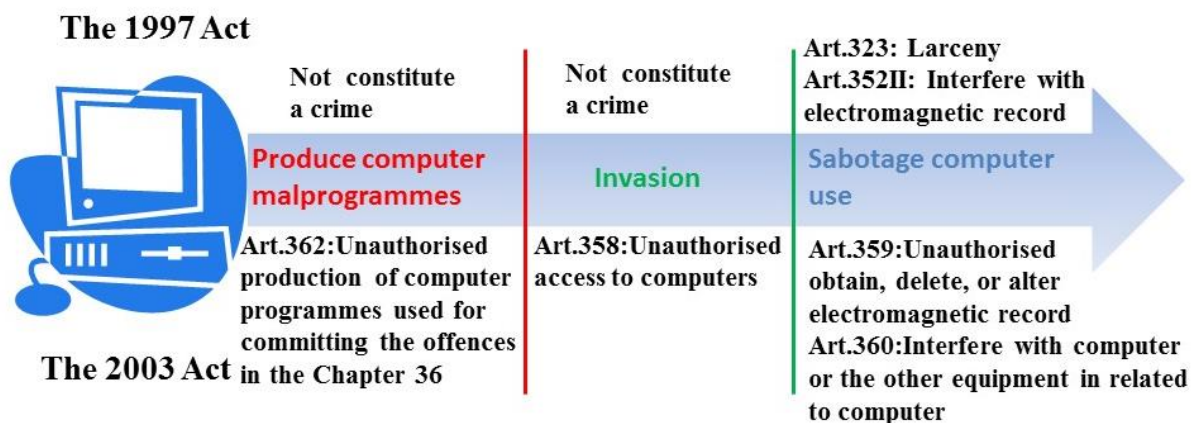 The 1997 Act
Not constitute
a crime
Not constitute
a crime
Art.323: Larceny
Art.352II: Interfere with
electromagnetic record
Produce computer
malprogrammes
Invasion
Sabotage computer
use
Art.362:Unauthorised
production of computer
programmes used for
committing the offences
in the Chapter 36
Art.358:Unauthorised
access to computers
Art.359:Unauthorised
obtain, delete, or alter
electromagnetic record
Art.360:Interfere with computer
or the other equipment in related
to computer
The 2003 Act